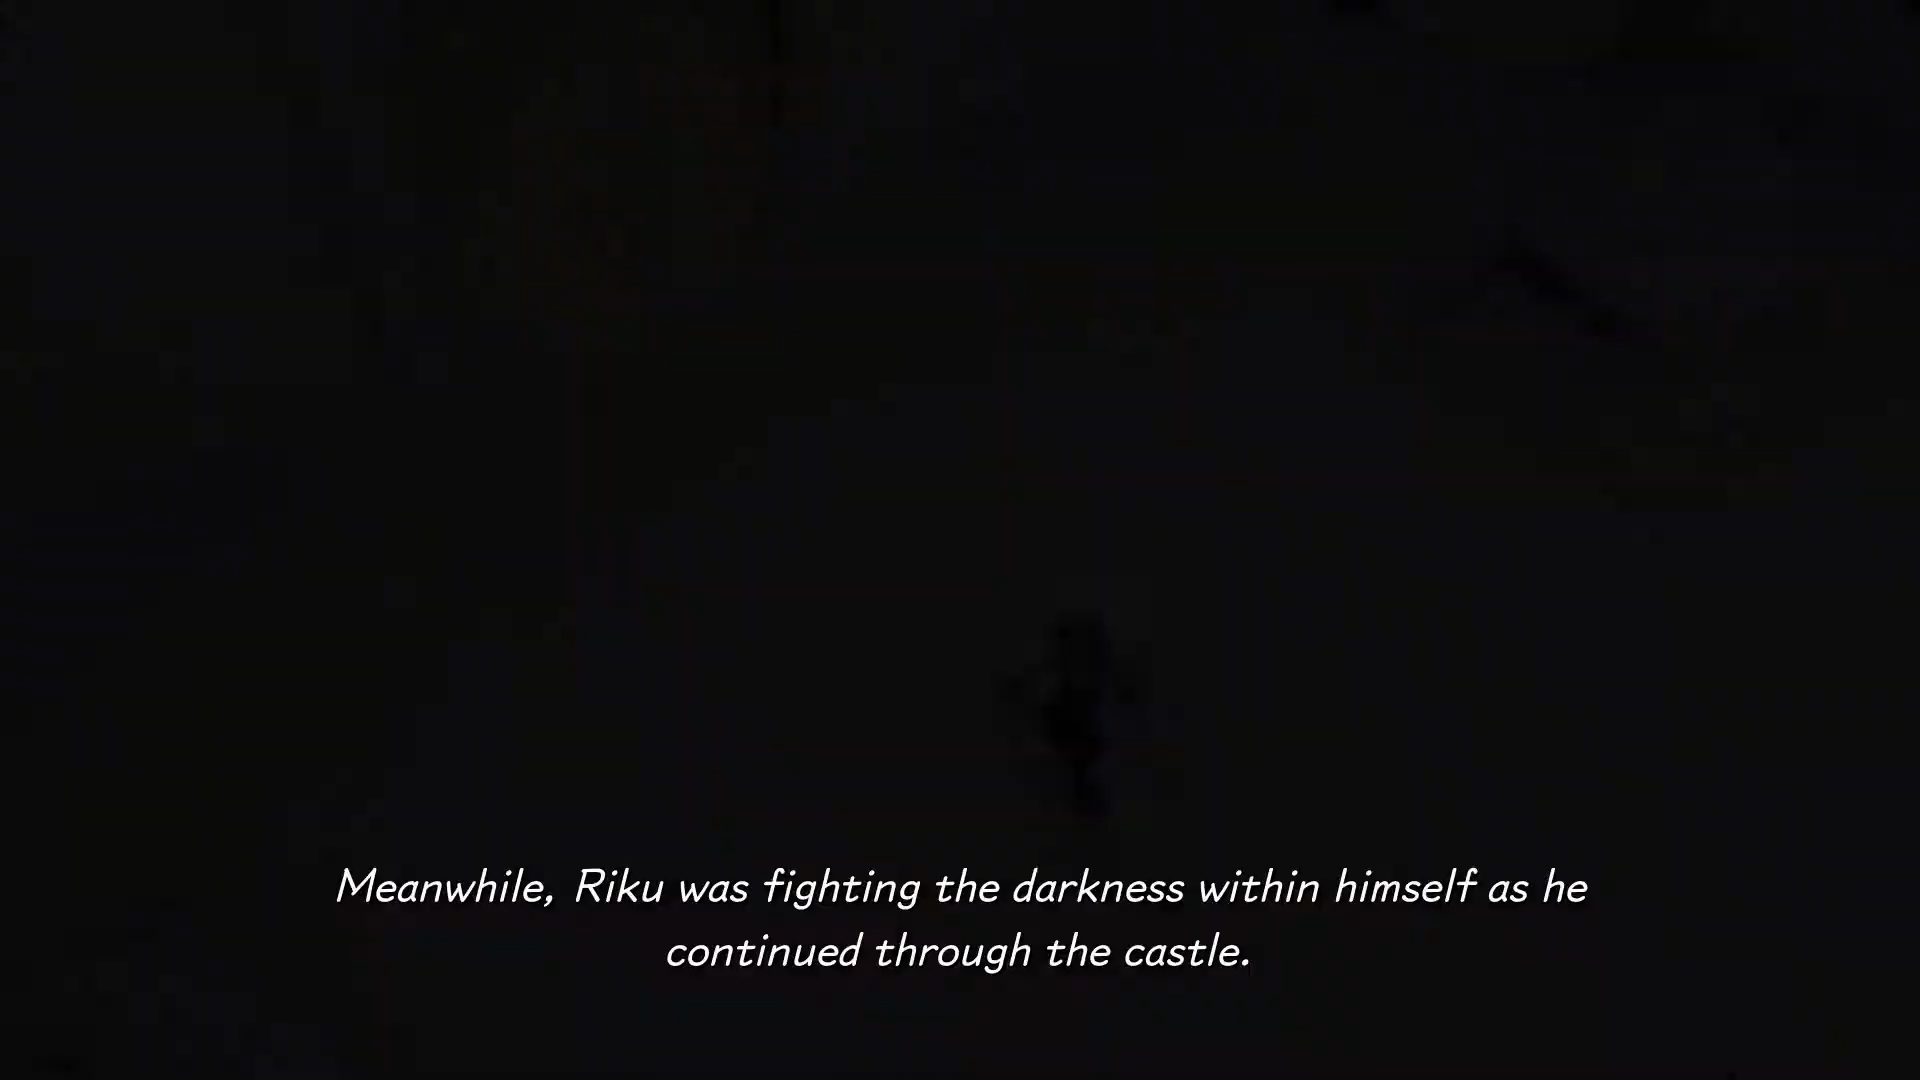 Meanwhile, Riku was fighting the darkness within himself as he
continued through the castle.